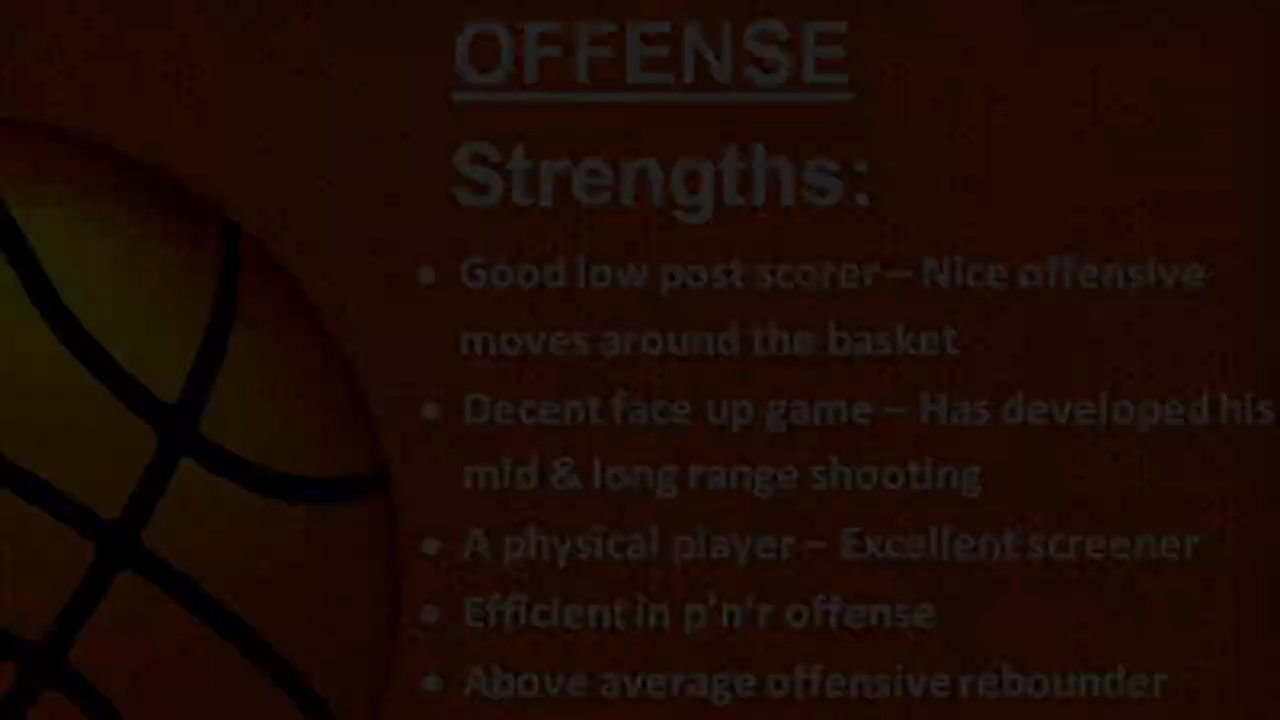 OFFENSE
Strengths:
• Good low post scorer – Nice offensive
moves around the basket
• Decent face up game – Has developed his
mid & long range shooting
• A physical player – Excellent screener
• Efficient in p'n'r offense
• Above average offensive rebounder